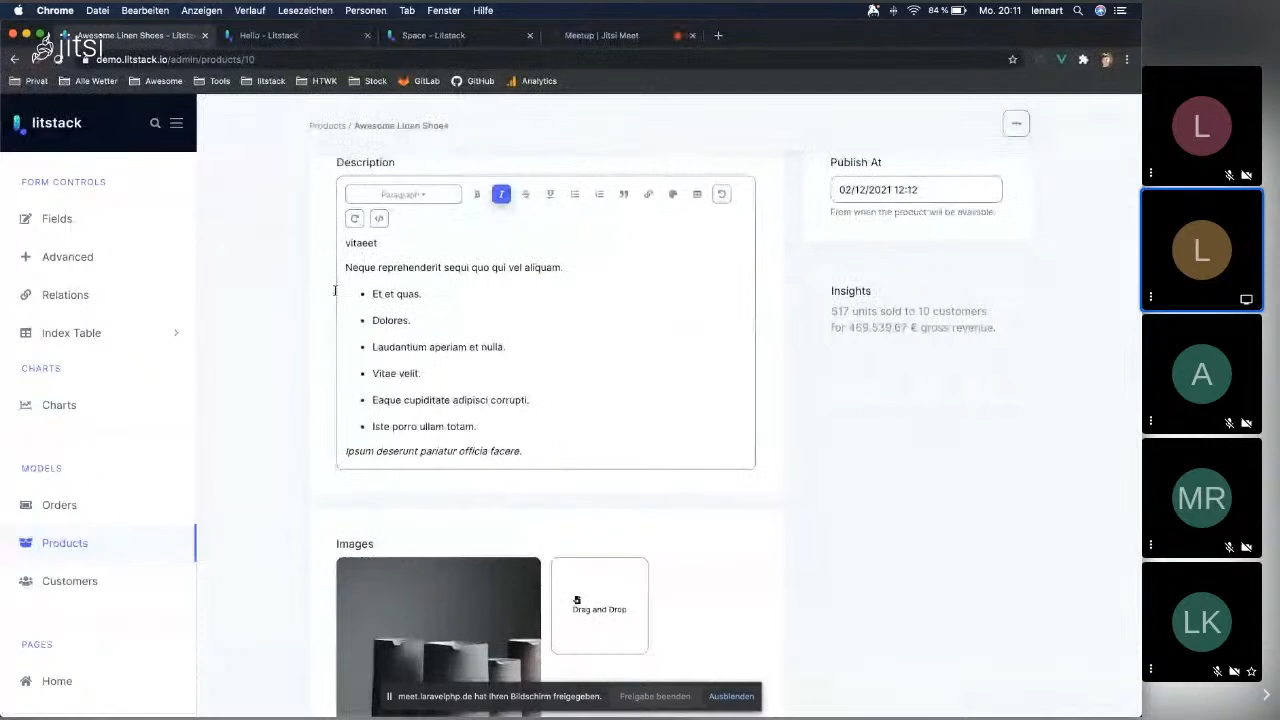 Chrome Datei Bearbeiten Anzeigen Verlauf Lesezeichen Personen Tab Fenster Hilfe 84 % Mo. 20:11 lennart
Awesome Linen Shoes - Litstack Hello - Litstack Space - Litstack Meetup | Jitsi Meet
jitsi
demo.litstack.io/admin/products/10
Privat Alle Wetter Awesome Tools litstack HTWK Stock GitLab GitHub Analytics
litstack
FORM CONTROLS
Fields
Advanced
Relations
Index Table
CHARTS
Charts
MODELS
Orders
Products
Customers
PAGES
Home
Products / Awesome Linen Shoes
Description
Paragraph
B I S U
vitaeet
Neque reprehenderit sequi quo qui vel aliquam.
Et et quas.
Dolores.
Laudantium aperiam et nulla.
Vitae velit.
Eaque cupiditate adipisci corrupti.
Iste porro ullam totam.
Ipsum deserunt pariatur officia facere.
Images
Drag and Drop
Publish At
02/12/2021 12:12
From when the product will be available.
Insights
517 units sold to 10 customers
for 469.539.67 € gross revenue.
meet.laravelphp.de hat Ihren Bildschirm freigegeben. Freigabe beenden Ausblenden
L
L
A
MR
LK